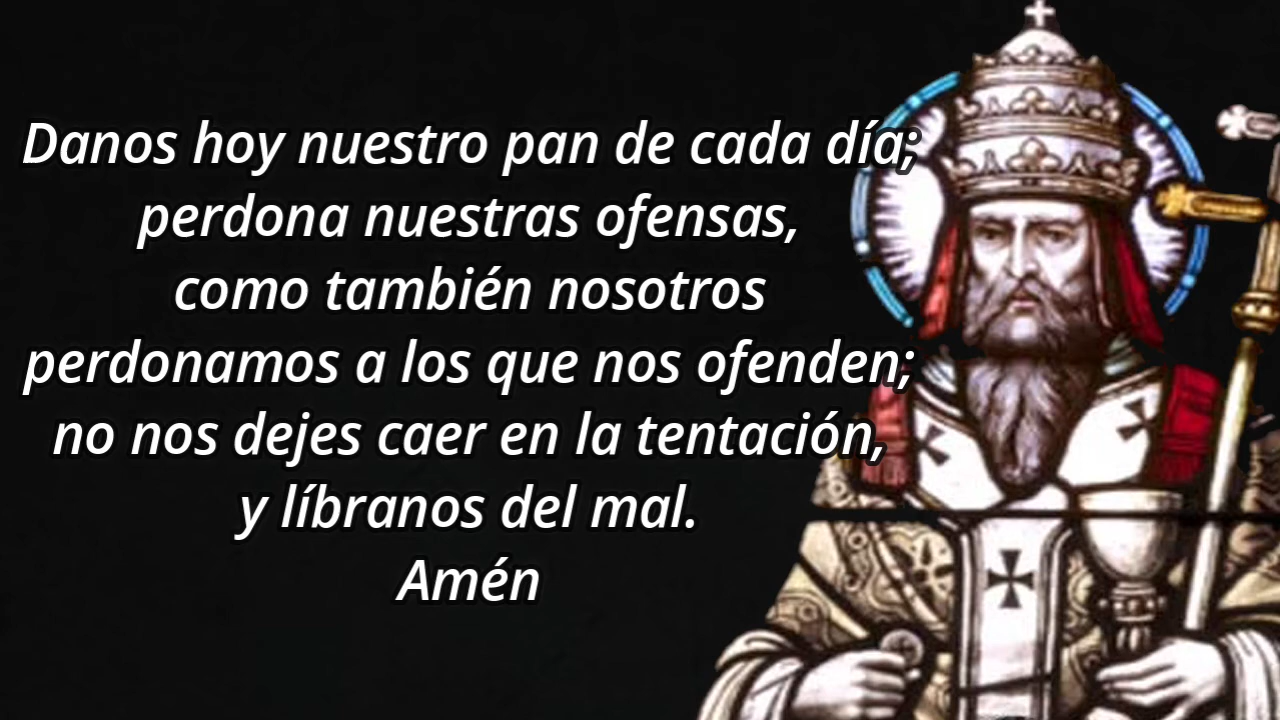 Danos hoy nuestro pan de cada día;
perdona nuestras ofensas,
como también nosotros
perdonamos a los que nos ofenden;
no nos dejes caer en la tentación,
y líbranos del mal.
Amén